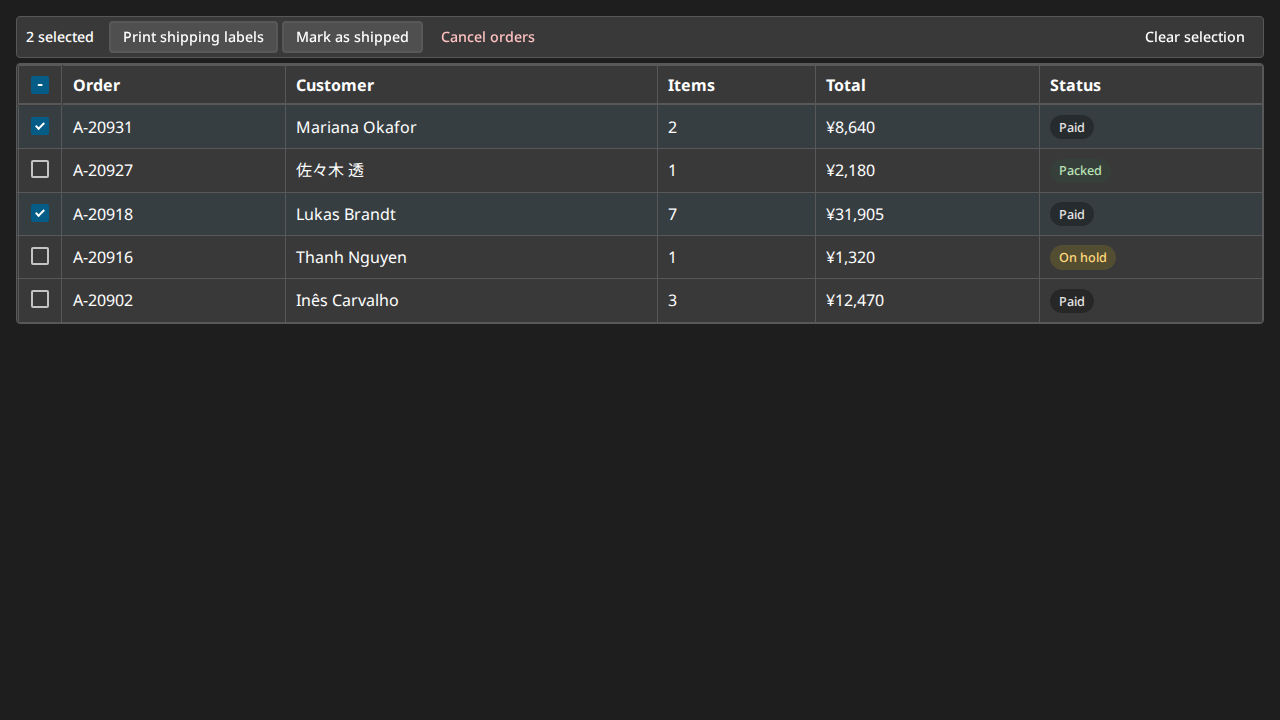 2 selected Print shipping labels Mark as shipped Cancel orders Clear selection
Order Customer Items Total Status
A-20931 Mariana Okafor 2 ¥8,640 Paid
A-20927 佐々木 透 1 ¥2,180 Packed
A-20918 Lukas Brandt 7 ¥31,905 Paid
A-20916 Thanh Nguyen 1 ¥1,320 On hold
A-20902 Inês Carvalho 3 ¥12,470 Paid